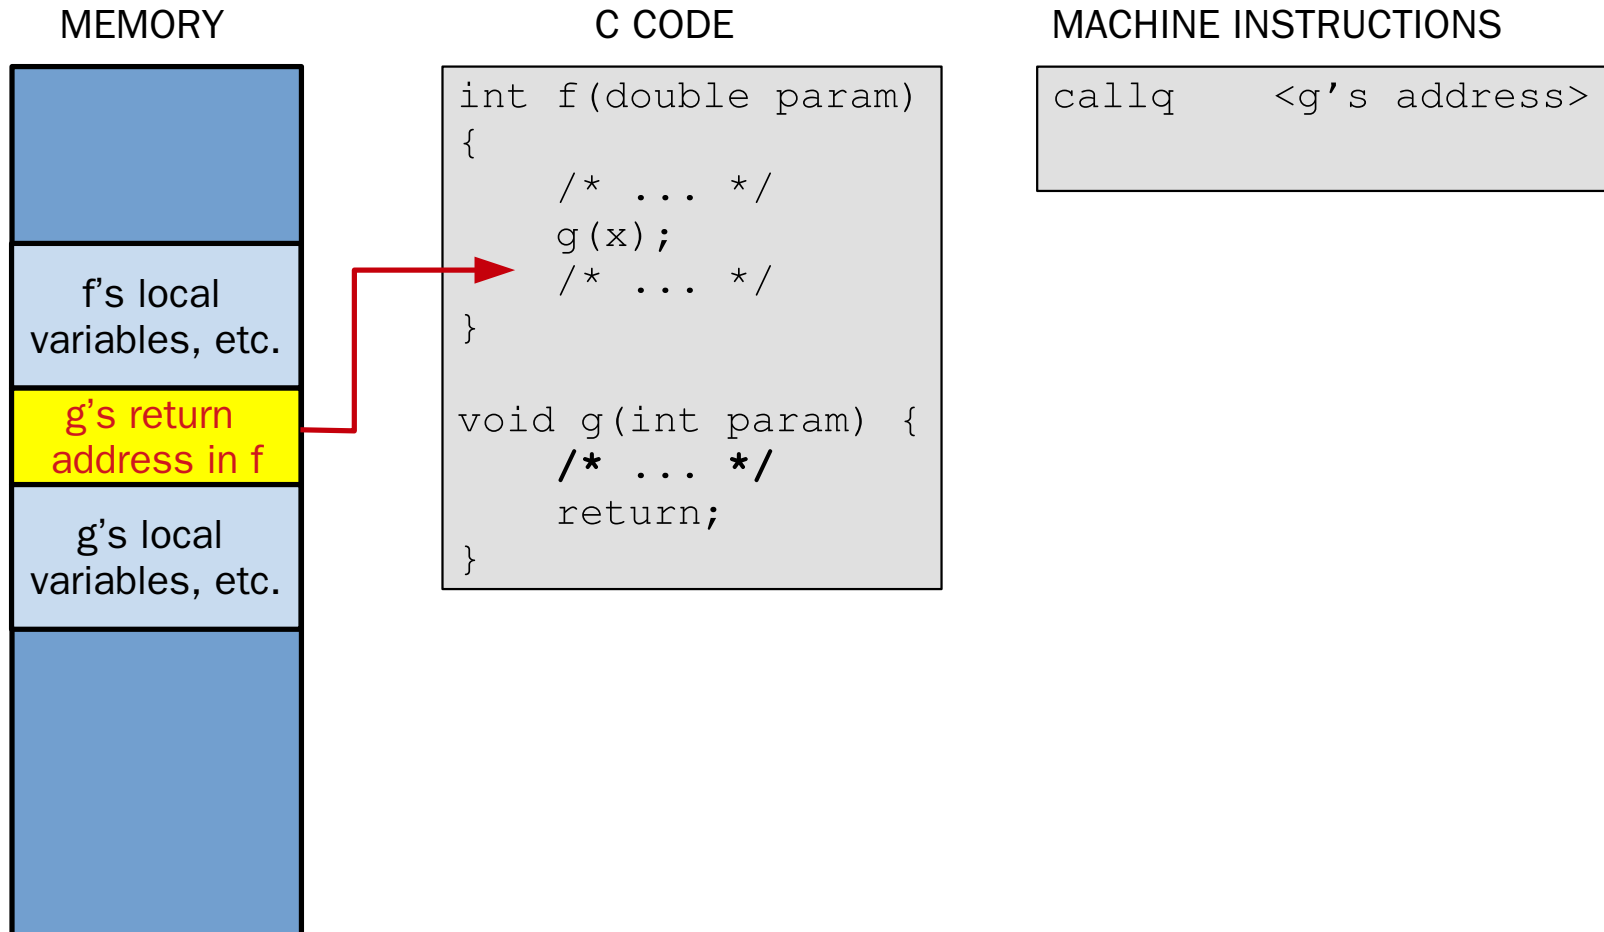 MEMORY
f’s local
variables, etc.
g’s return
address in f
g’s local
variables, etc.
C CODE
int f(double param)
{
    /* ... */
    g(x);
    /* ... */
}
void g(int param) {
    /* ... */
    return;
}
MACHINE INSTRUCTIONS
callq    <g’s address>